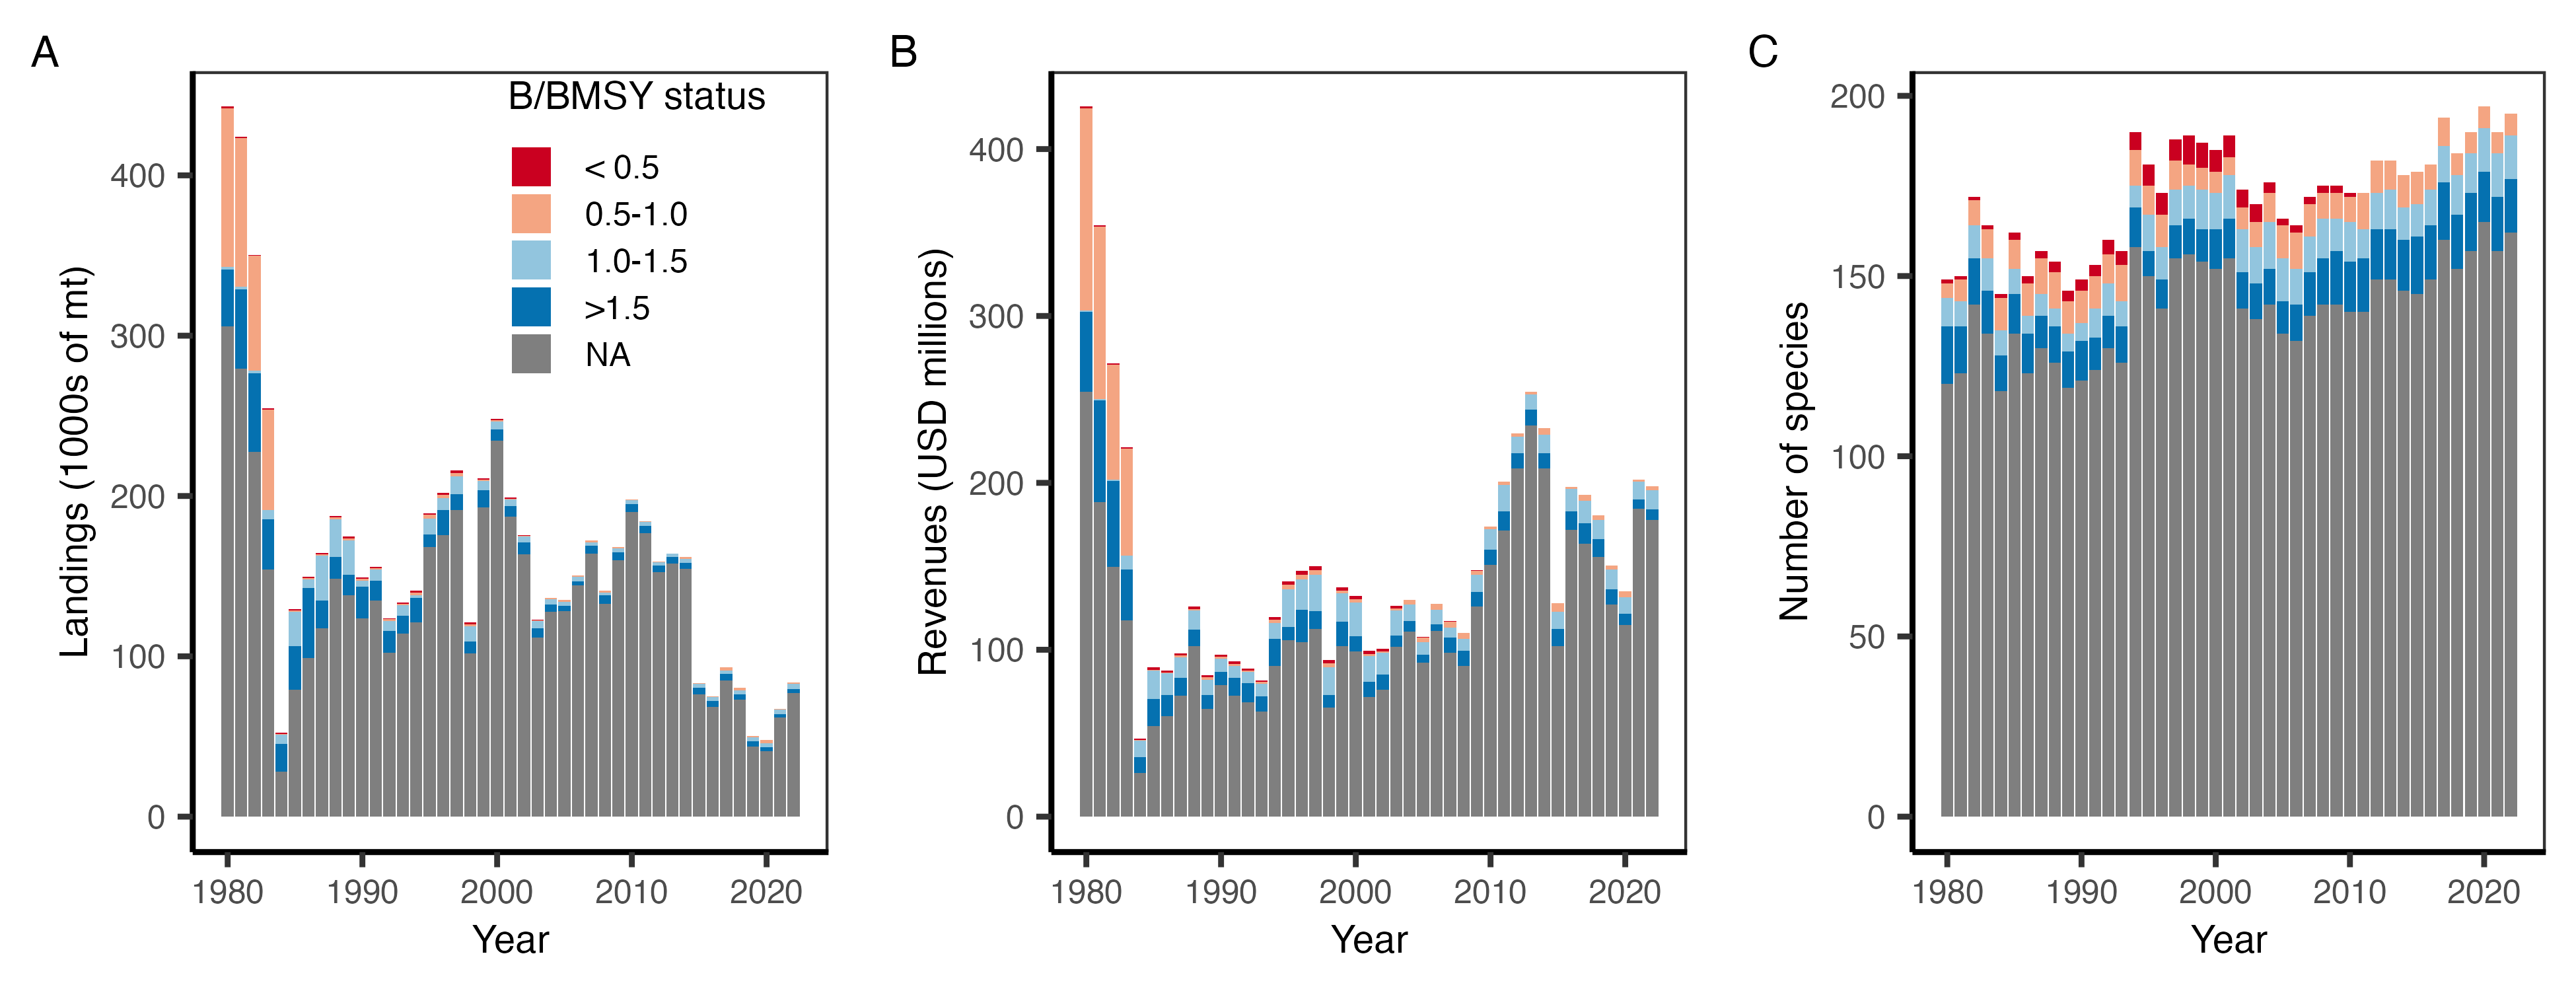 A
B/BMSY status
< 0.5
0.5-1.0
1.0-1.5
>1.5
NA
Landings (1000s of mt)
400
300
200
100
0
1980 1990 2000 2010 2020
Year
B
Revenues (USD millions)
400
300
200
100
0
1980 1990 2000 2010 2020
Year
C
Number of species
200
150
100
50
0
1980 1990 2000 2010 2020
Year